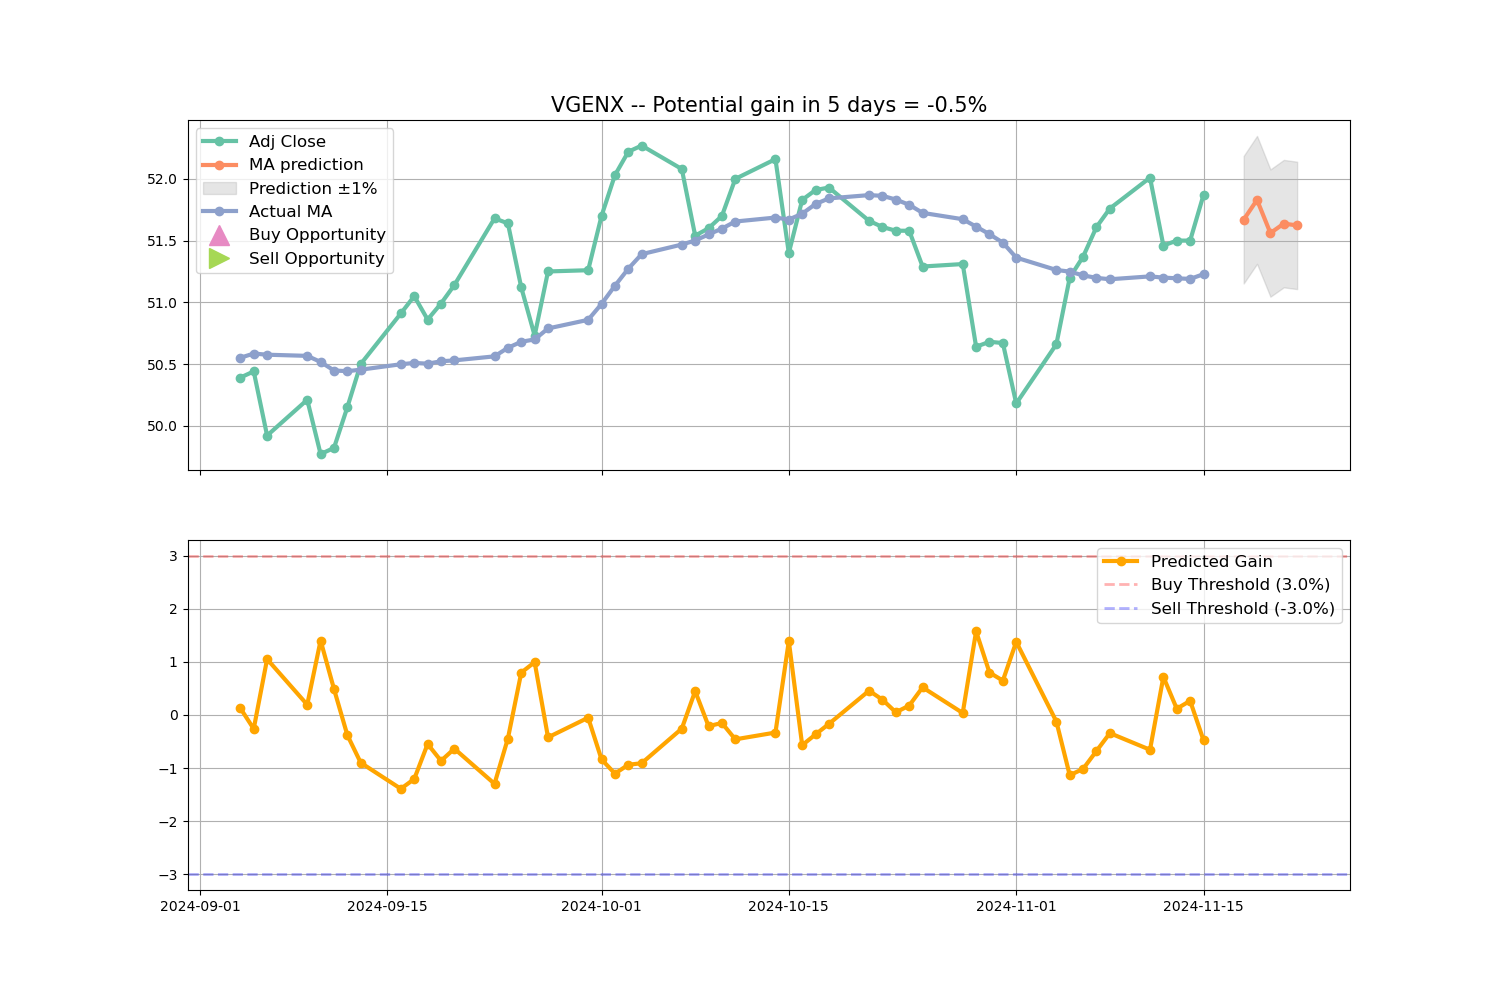 VGENX -- Potential gain in 5 days = -0.5%
Adj Close
MA prediction
Prediction ±1%
Actual MA
Buy Opportunity
Sell Opportunity
52.0
51.5
51.0
50.5
50.0
Predicted Gain
Buy Threshold (3.0%)
Sell Threshold (-3.0%)
3
2
1
0
−1
−2
−3
2024-09-01 2024-09-15 2024-10-01 2024-10-15 2024-11-01 2024-11-15